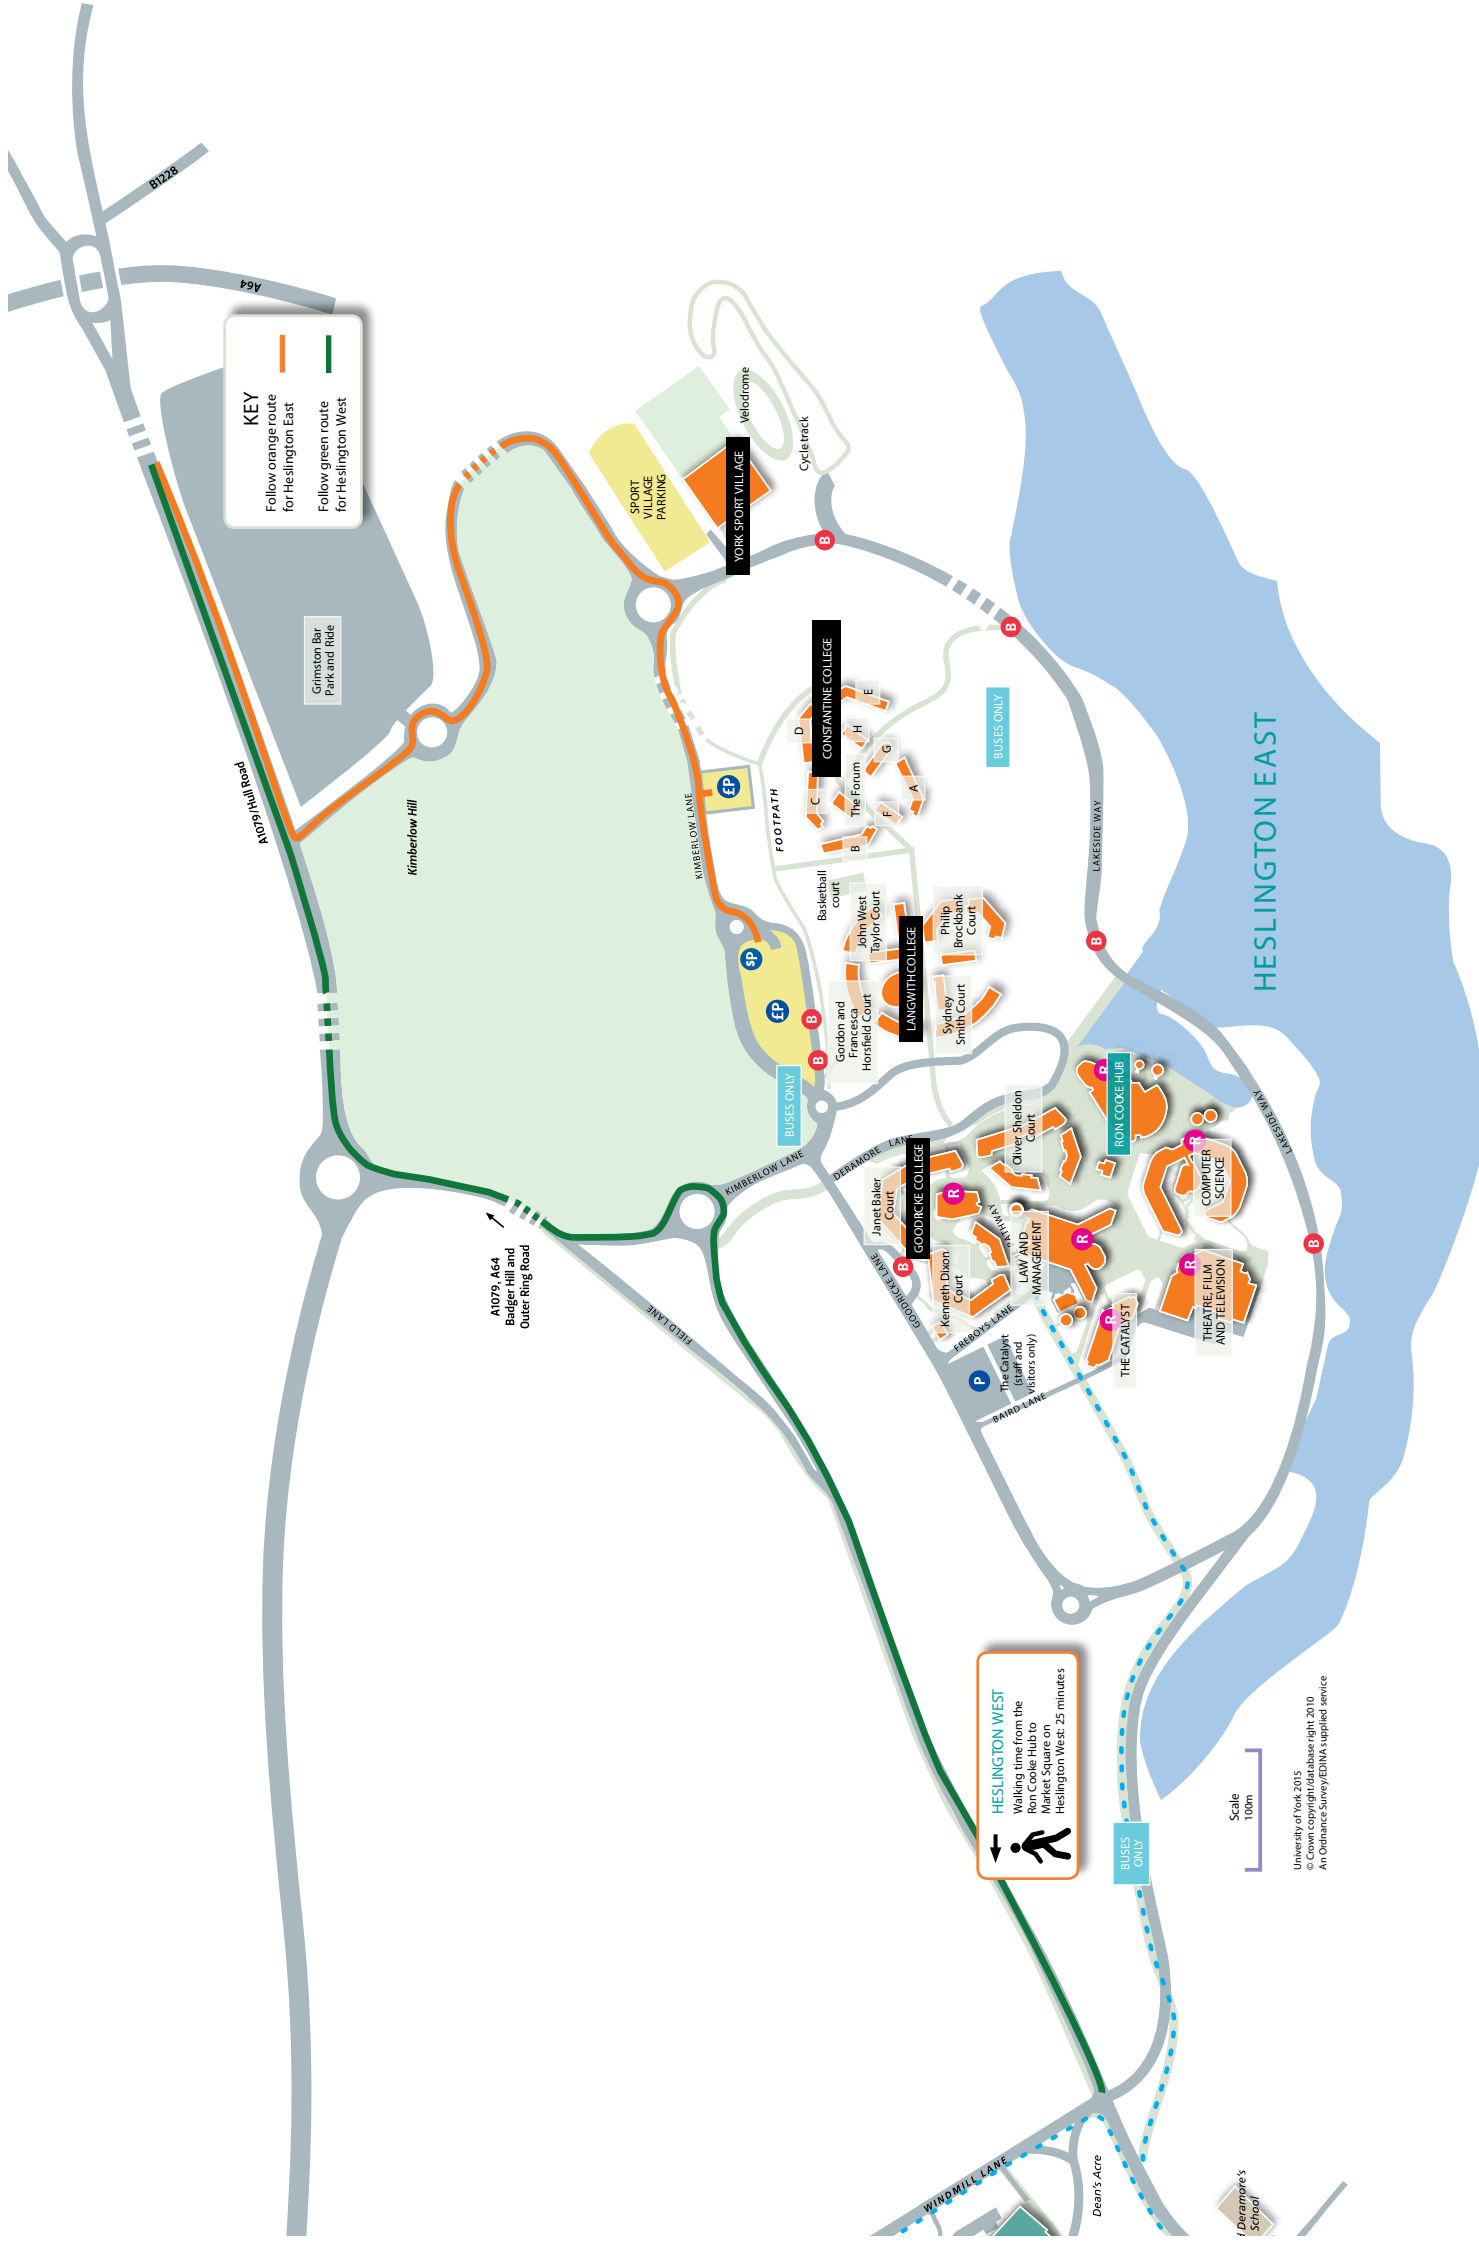 B1228
A64
KEY
Follow orange route
for Heslington East
Follow green route
for Heslington West
Grimston Bar
Park and Ride
A1079/Hull Road
Kimberlow Hill
A1079, A64
Badger Hill and
Outer Ring Road
FIELD LANE
SPORT
VILLAGE
PARKING
YORK SPORT VILLAGE
Velodrome
Cycle track
B
KIMBERLOW LANE
£P
FOOTPATH
D
CONSTANTINE COLLEGE
E
H
G
C
The Forum
A
F
B
B
BUSES ONLY
LAKESIDE WAY
B
HESLINGTON EAST
Basketball
court
John West
Taylor Court
Phillip
Brockbank
Court
LANGWITH COLLEGE
Gordon and
Francesca
Horsfield Court
Sydney
Smith Court
$P
£P
B
B
BUSES ONLY
KIMBERLOW LANE
DERAMORE LANE
Oliver Sheldon
Court
R
RON COOKE HUB
LAKESIDE WAY
Janet Baker
Court
GOODRICKE COLLEGE
R
R
COMPUTER
SCIENCE
B
GOODRICKE LANE
Kenneth Dixon
Court
PATHWAY
LAW AND
MANAGEMENT
R
R
THEATRE, FILM
AND TELEVISION
B
FREBOYS LANE
P
The Catalyst
(staff and
visitors only)
R
THE CATALYST
BAIRD LANE
HESLINGTON WEST
Walking time from the
Ron Cooke Hub to
Market Square on
Heslington West: 25 minutes
BUSES
ONLY
Scale
100m
University of York 2015
© Crown copyright/database right 2010
An Ordnance Survey/EDINA supplied service
WINDMILL LANE
Dean's Acre
Deramore's
School